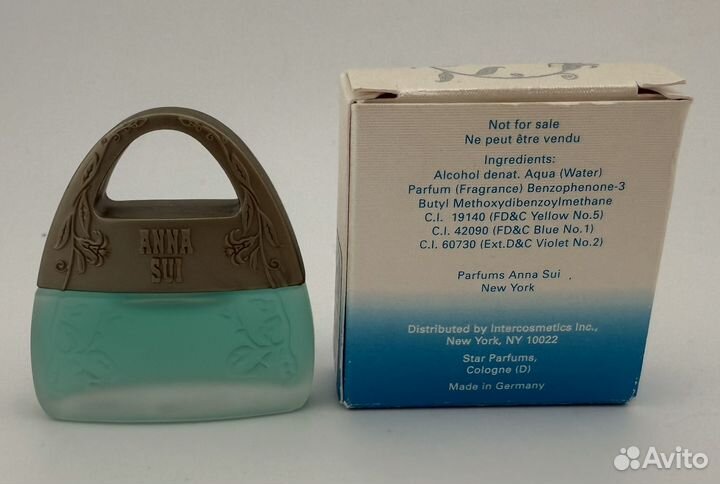 ANNA
SUI
Not for sale
Ne peut être vendu
Ingredients:
Alcohol denat. Aqua (Water)
Parfum (Fragrance) Benzophenone-3
Butyl Methoxydibenzoylmethane
C.I. 19140 (FD&C Yellow No.5)
C.I. 42090 (FD&C Blue No.1)
C.I. 60730 (Ext.D&C Violet No.2)
Parfums Anna Sui
New York
Distributed by Intercosmetics Inc.,
New York, NY 10022
Star Parfums,
Cologne (D)
Made in Germany
Avito